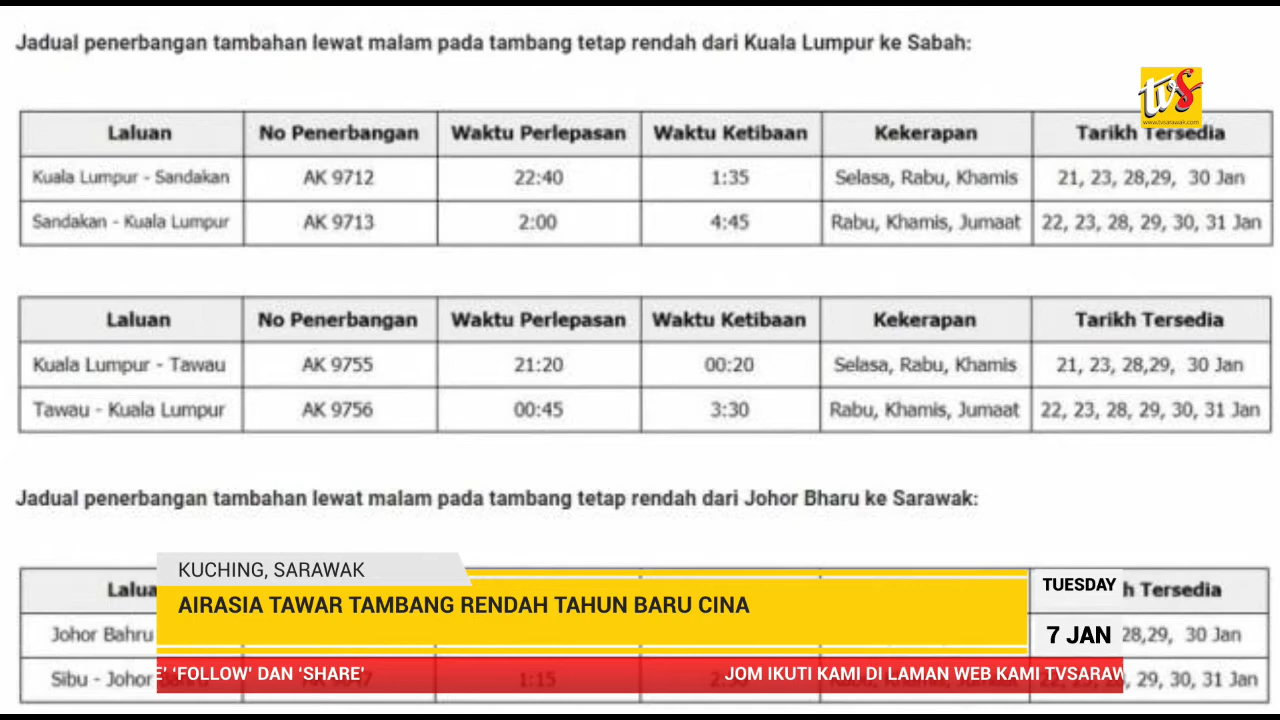 Jadual penerbangan tambahan lewat malam pada tambang tetap rendah dari Kuala Lumpur ke Sabah:
tvS
www.tvsarawak.com
Laluan No Penerbangan Waktu Perlepasan Waktu Ketibaan Kekerapan Tarikh Tersedia
Kuala Lumpur - Sandakan AK 9712 22:40 1:35 Selasa, Rabu, Khamis 21, 23, 28,29, 30 Jan
Sandakan - Kuala Lumpur AK 9713 2:00 4:45 Rabu, Khamis, Jumaat 22, 23, 28, 29, 30, 31 Jan
Laluan No Penerbangan Waktu Perlepasan Waktu Ketibaan Kekerapan Tarikh Tersedia
Kuala Lumpur - Tawau AK 9755 21:20 00:20 Selasa, Rabu, Khamis 21, 23, 28,29, 30 Jan
Tawau - Kuala Lumpur AK 9756 00:45 3:30 Rabu, Khamis, Jumaat 22, 23, 28, 29, 30, 31 Jan
Jadual penerbangan tambahan lewat malam pada tambang tetap rendah dari Johor Bharu ke Sarawak:
Lalua h Tersedia
Johor Bahru 28,29, 30 Jan
Sibu - Johor 1:15 29, 30, 31 Jan
KUCHING, SARAWAK
AIRASIA TAWAR TAMBANG RENDAH TAHUN BARU CINA
TUESDAY
7 JAN
E' 'FOLLOW' DAN 'SHARE' JOM IKUTI KAMI DI LAMAN WEB KAMI TVSARAW